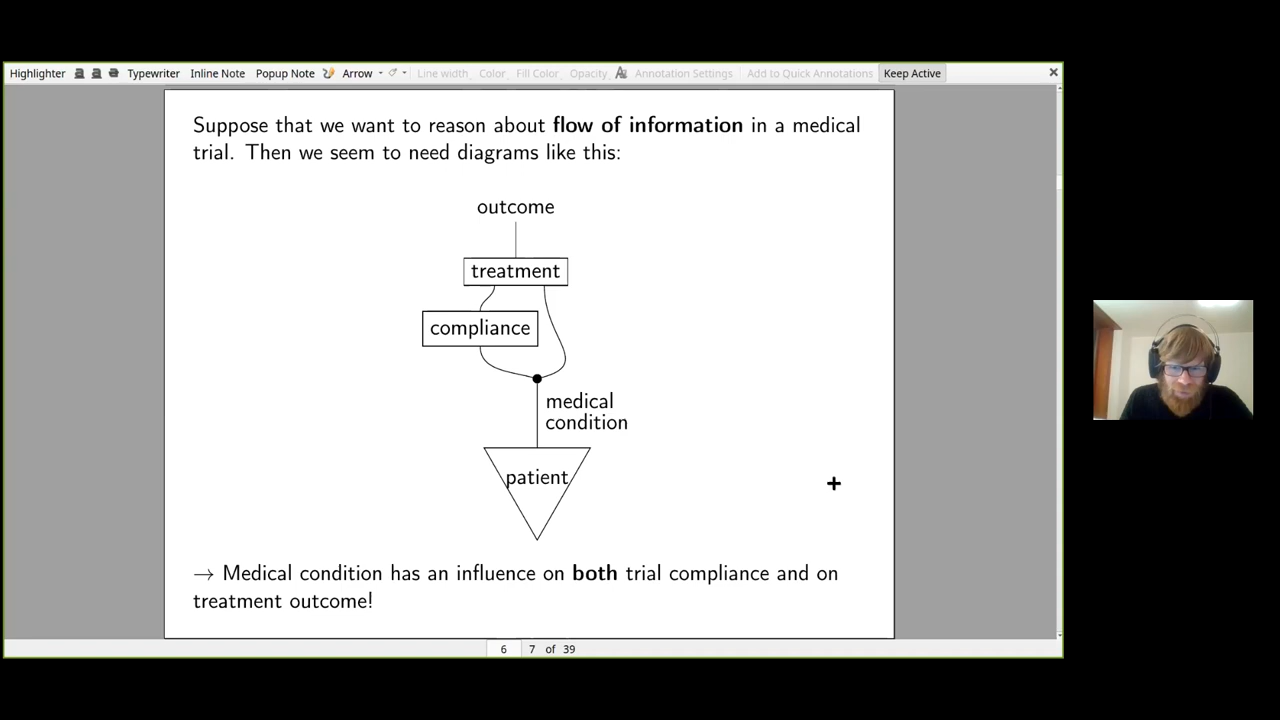 Highlighter Typewriter Inline Note Popup Note Arrow Line width Color Fill Color Opacity Annotation Settings Add to Quick Annotations Keep Active
Suppose that we want to reason about flow of information in a medical
trial. Then we seem to need diagrams like this:
outcome
treatment
compliance
medical
condition
patient
→ Medical condition has an influence on both trial compliance and on
treatment outcome!
6 7 of 39